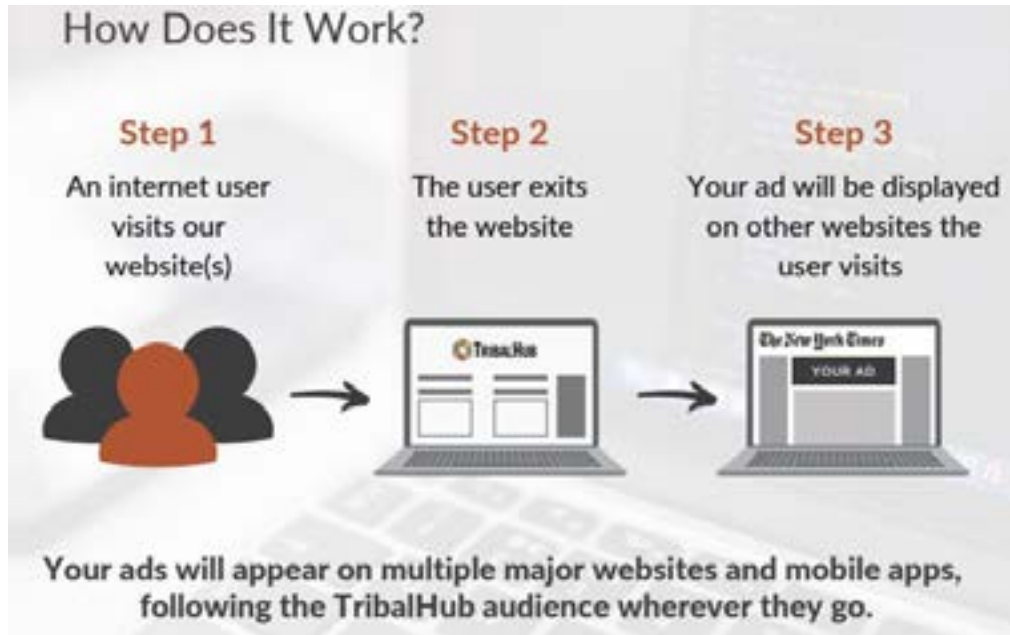 How Does It Work?
Step 1
An internet user
visits our
website(s)
Step 2
The user exits
the website
Step 3
Your ad will be displayed
on other websites the
user visits
TRIBALHUB
The New York Times
YOUR AD
Your ads will appear on multiple major websites and mobile apps,
following the TribalHub audience wherever they go.